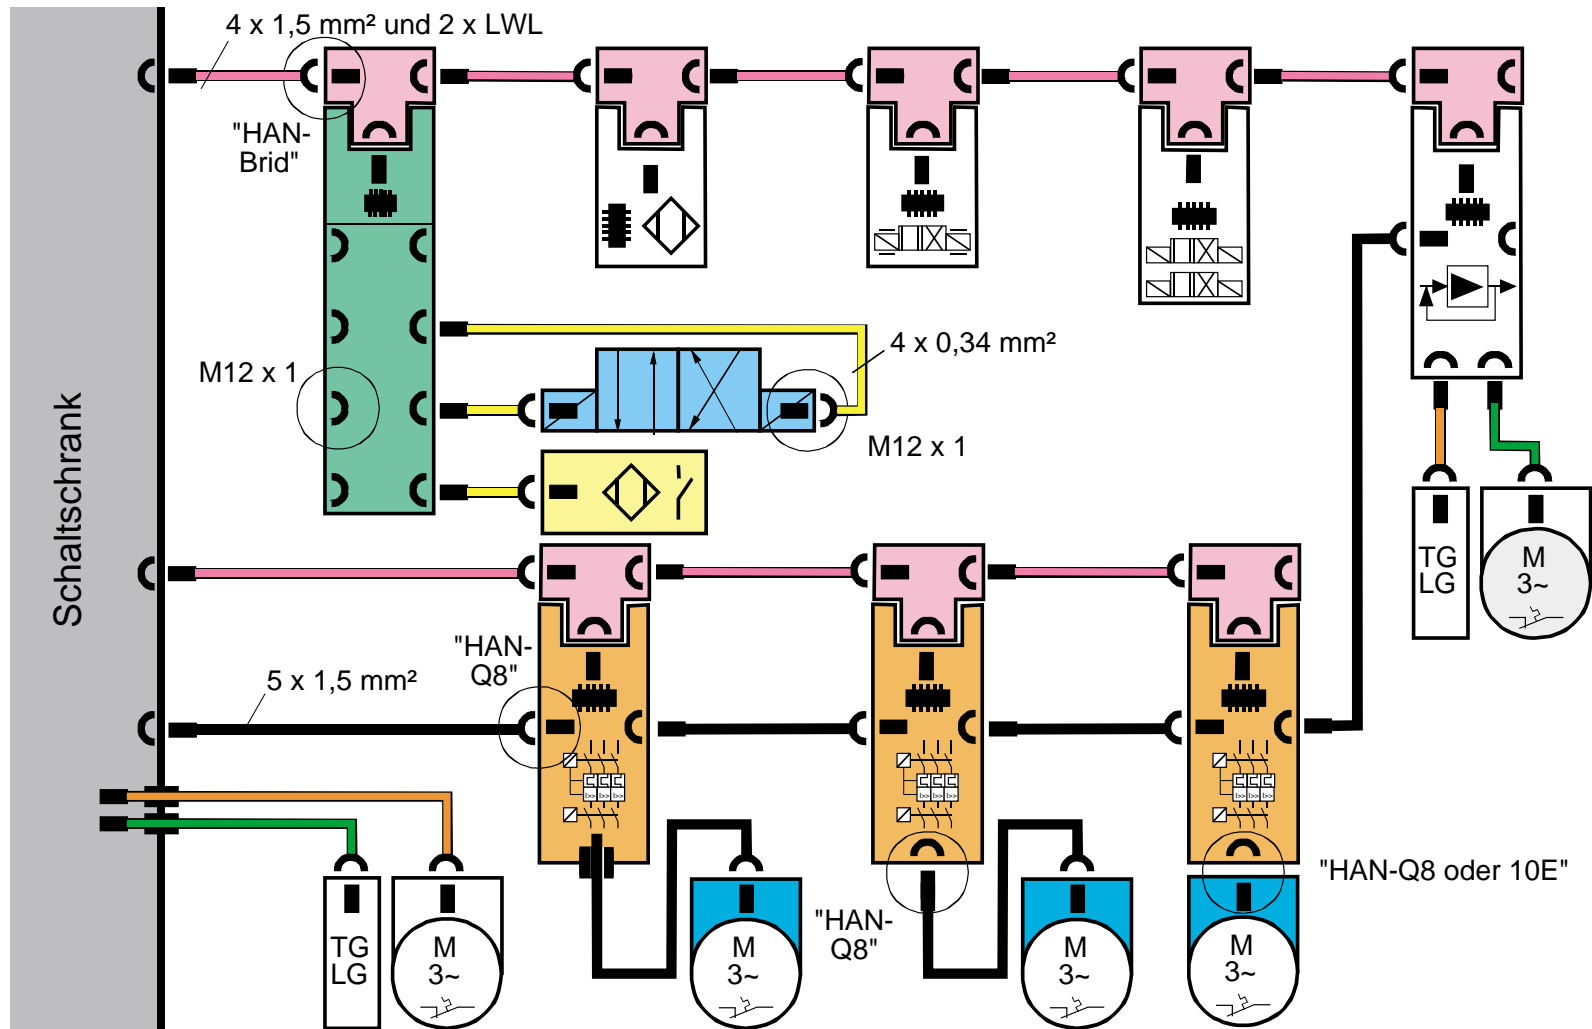 4 x 1,5 mm² und 2 x LWL
"HAN-
Brid"
M12 x 1
4 x 0,34 mm²
M12 x 1
Schaltschrank
TG
LG
M
3~
"HAN-
Q8"
5 x 1,5 mm²
I>> I>> I>>
I>> I>> I>>
I>> I>> I>>
"HAN-Q8 oder 10E"
"HAN-
Q8"
TG
LG
M
3~
M
3~
M
3~
M
3~